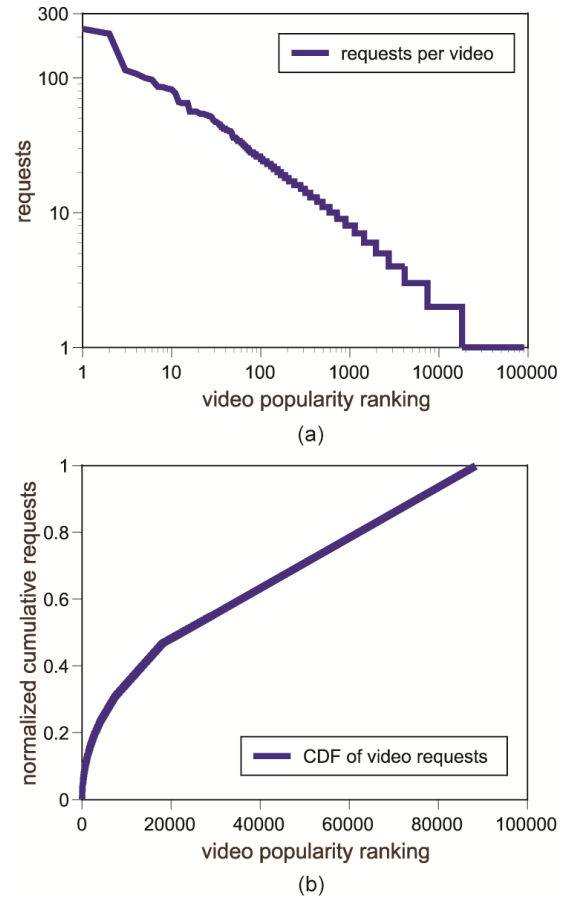 300
100
10
1
requests
requests per video
1 10 100 1000 10000 100000
video popularity ranking
(a)
1
0.8
0.6
0.4
0.2
0
normalized cumulative requests
CDF of video requests
0 20000 40000 60000 80000 100000
video popularity ranking
(b)